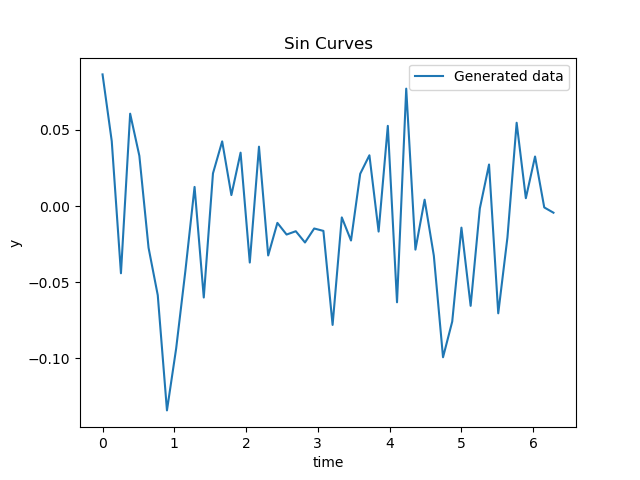 Sin Curves
Generated data
0.05
0.00
−0.05
−0.10
y
0 1 2 3 4 5 6
time